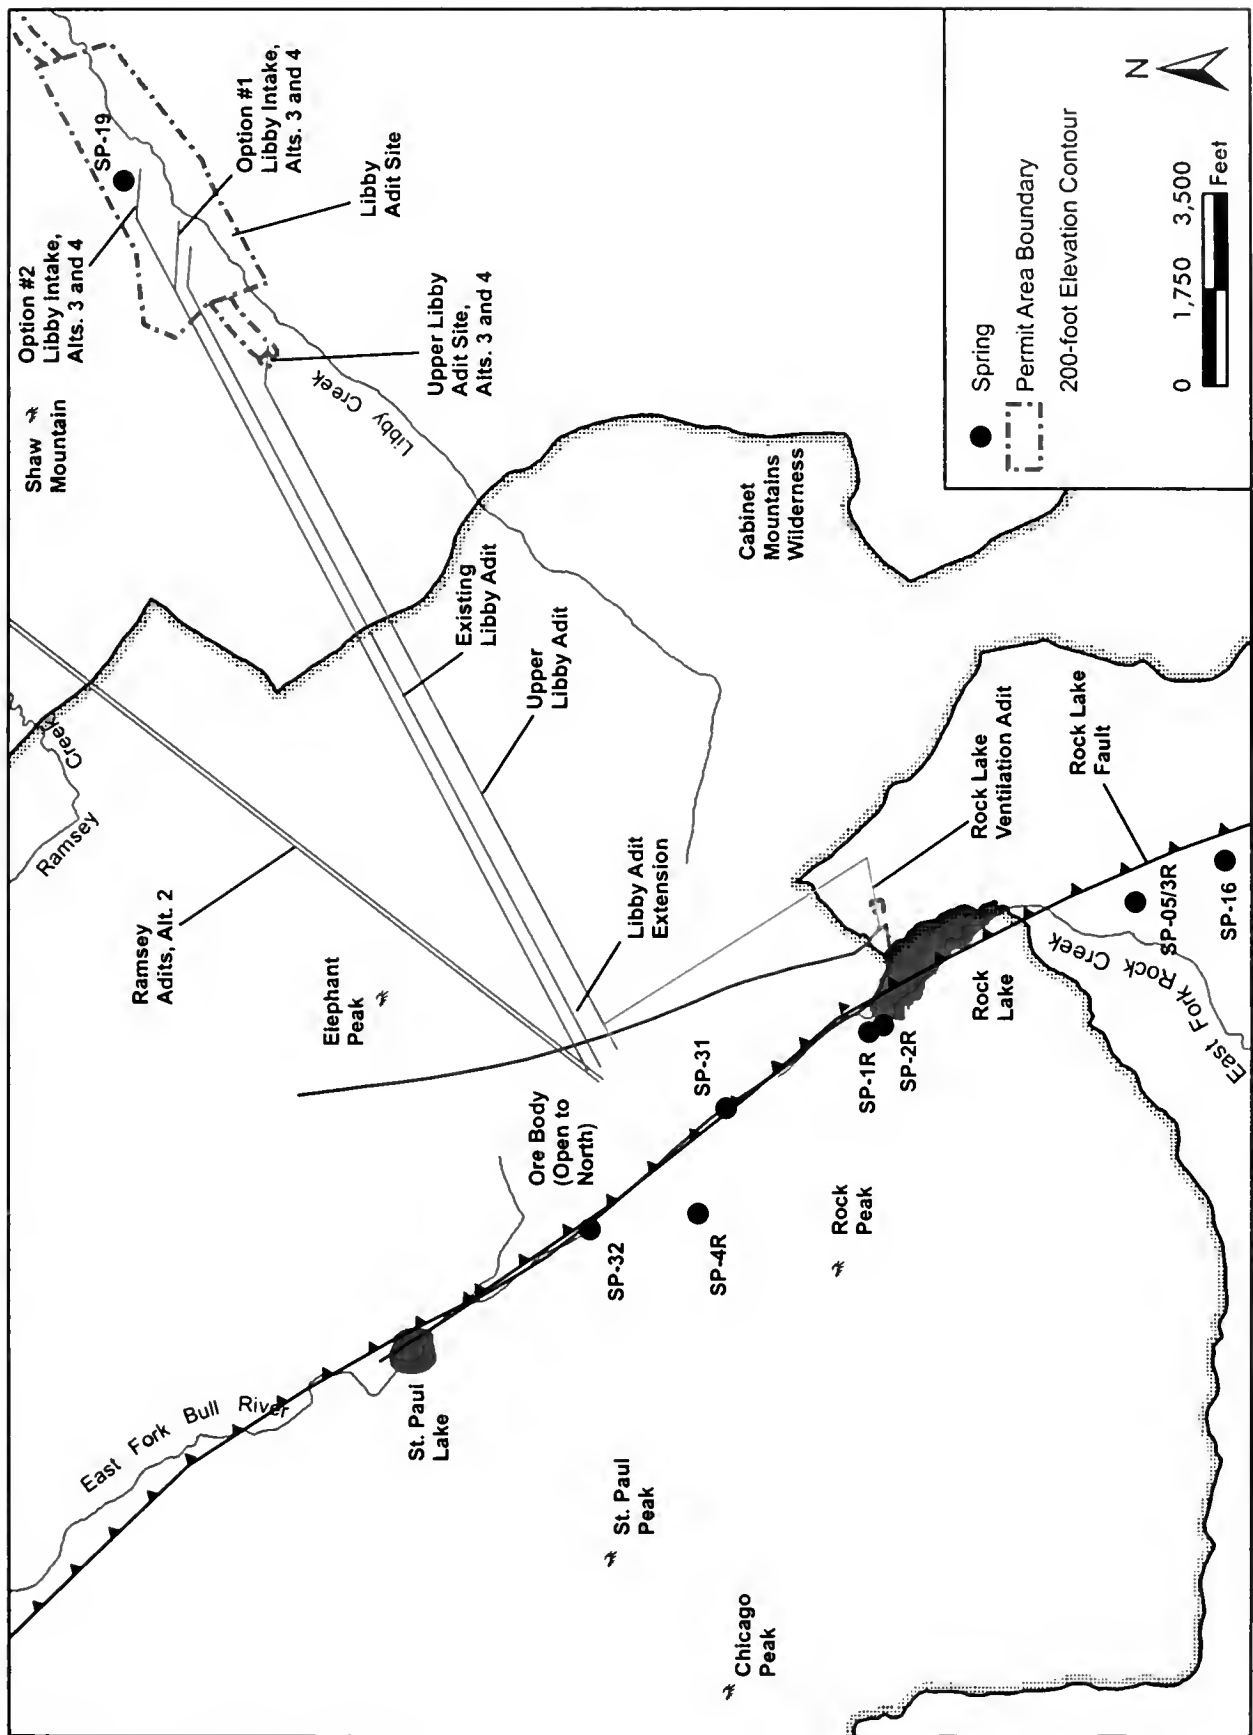 Shaw
Mountain
Option #2
Libby Intake,
Alts. 3 and 4
SP-19
Option #1
Libby Intake,
Alts. 3 and 4
Libby
Adit Site
Upper Libby
Adit Site,
Alts. 3 and 4
Libby Creek
Ramsey Creek
Ramsey
Adits, Alt. 2
East Fork Bull River
Elephant
Peak
Existing
Libby Adit
Upper
Libby Adit
Libby Adit
Extension
St. Paul
Lake
Ore Body
(Open to
North)
SP-32
SP-31
SP-4R
St. Paul
Peak
Chicago
Peak
Rock
Peak
SP-1R
SP-2R
Cabinet
Mountains
Wilderness
Rock
Lake
Rock Lake
Ventilation Adit
Rock Lake
Fault
East Fork Rock Creek
SP-05/3R
SP-16
Spring
Permit Area Boundary
200-foot Elevation Contour
N
0 1,750 3,500
Feet